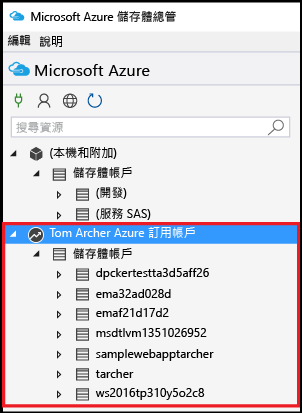 Microsoft Azure 儲存體總管
編輯 說明
Microsoft Azure
搜尋資源
(本機和附加)
儲存體帳戶
(開發)
(服務 SAS)
Tom Archer Azure 訂用帳戶
儲存體帳戶
dpckertestta3d5aff26
ema32ad028d
emaf21d17d2
msdtlvm1351026952
samplewebapptarcher
tarcher
ws2016tp310y5o2c8